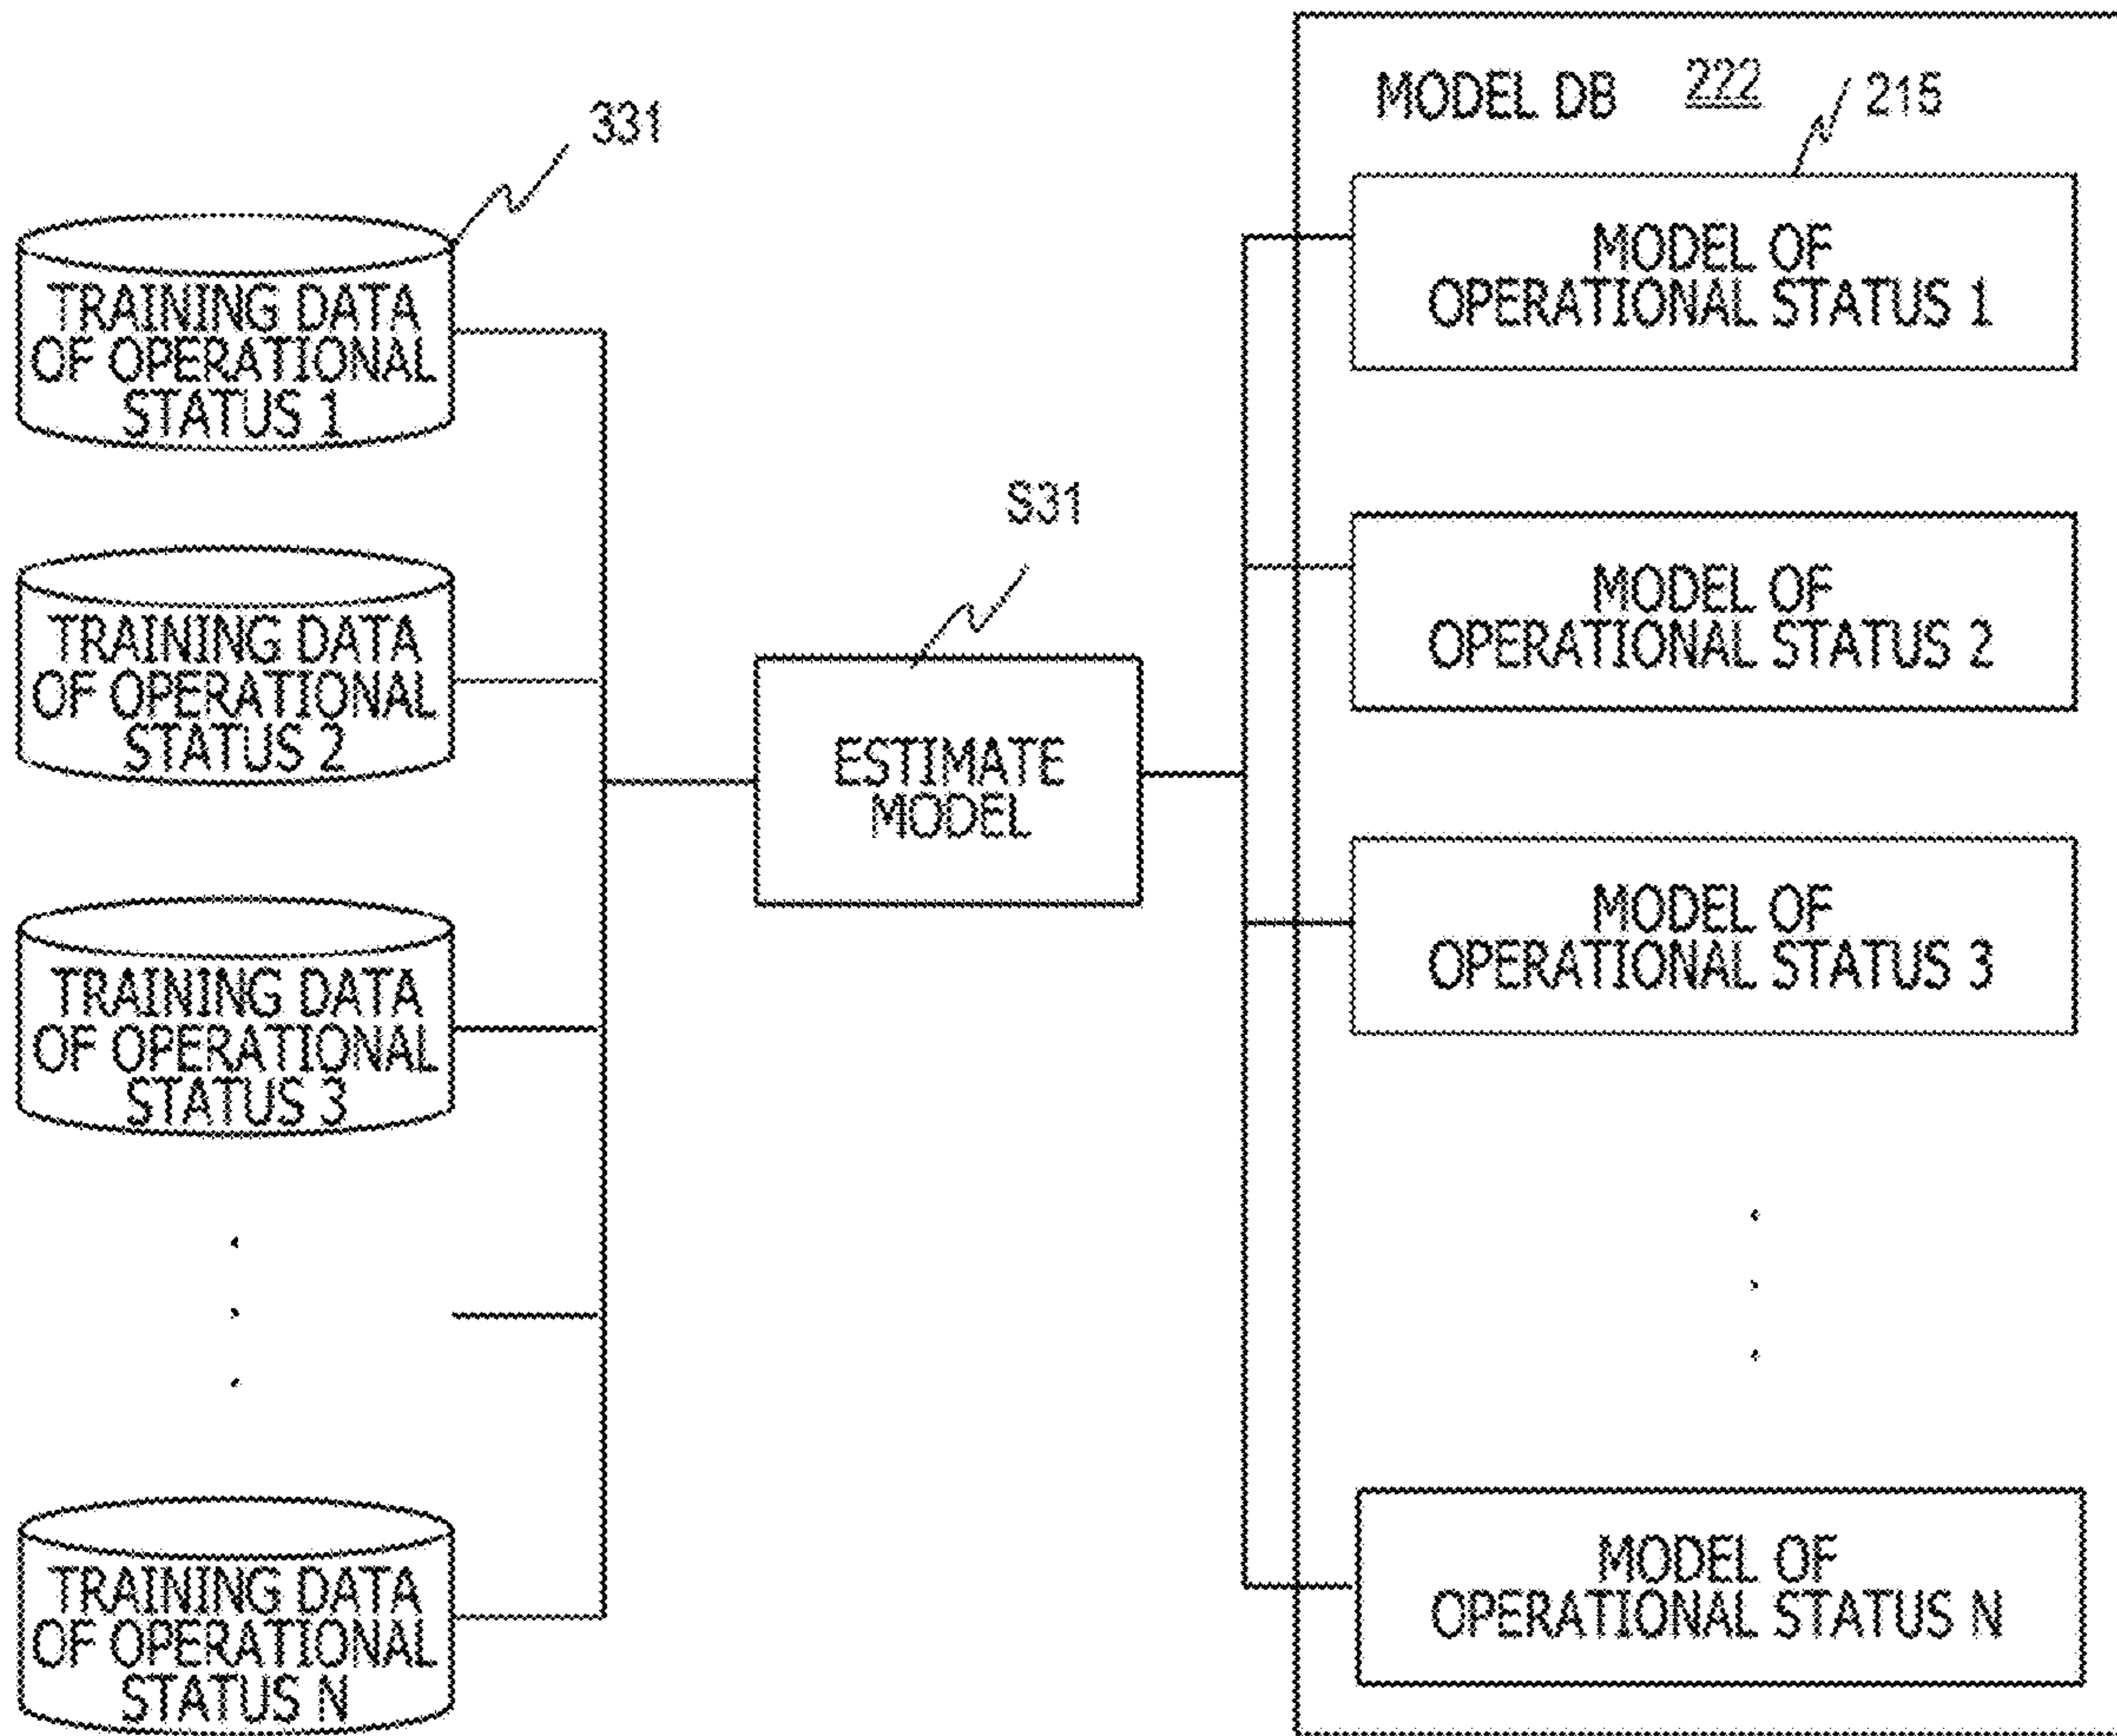 331
TRAINING DATA
OF OPERATIONAL
STATUS 1
TRAINING DATA
OF OPERATIONAL
STATUS 2
TRAINING DATA
OF OPERATIONAL
STATUS 3
TRAINING DATA
OF OPERATIONAL
STATUS N
S31
ESTIMATE
MODEL
MODEL DB 222
215
MODEL OF
OPERATIONAL STATUS 1
MODEL OF
OPERATIONAL STATUS 2
MODEL OF
OPERATIONAL STATUS 3
MODEL OF
OPERATIONAL STATUS N